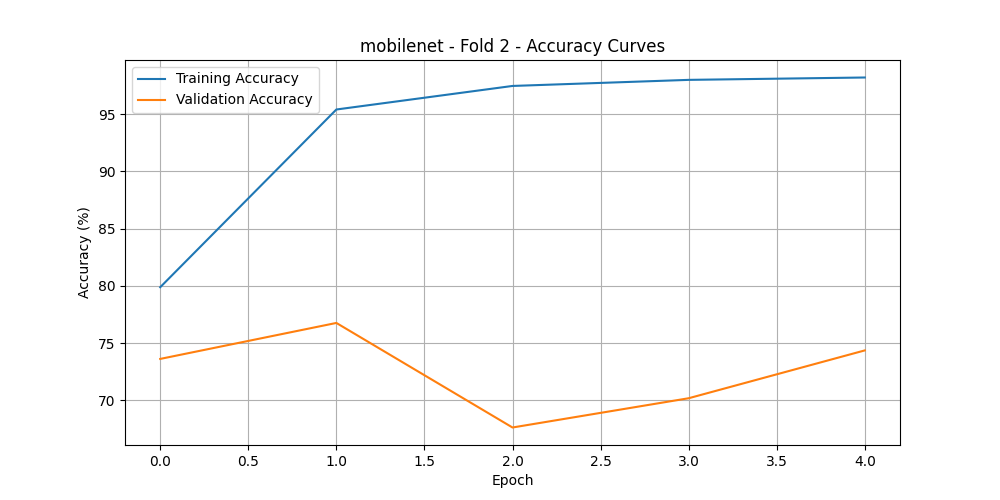 mobilenet - Fold 2 - Accuracy Curves
Training Accuracy
Validation Accuracy
Accuracy (%)
95
90
85
80
75
70
0.0 0.5 1.0 1.5 2.0 2.5 3.0 3.5 4.0
Epoch